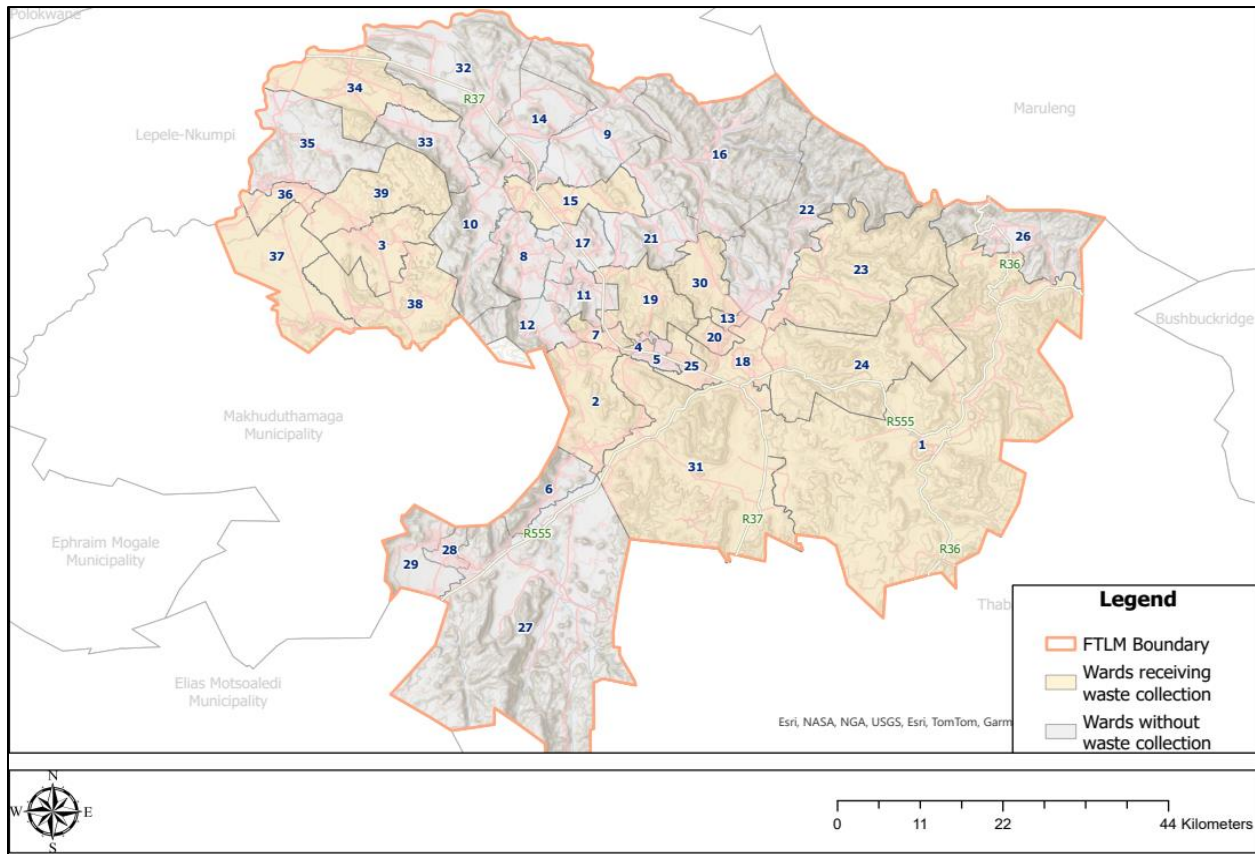 Polokwane
32
34
R37
14
9
Maruleng
Lepele-Nkumpi
33
16
35
36
39
15
22
10
37
3
17
21
26
8
23
R36
30
11
19
38
12
13
Bushbuckridge
7
20
4
5
18
24
25
2
Makhuduthamaga
Municipality
R555
1
31
6
R37
R555
28
29
R36
Ephraim Mogale
Municipality
27
Elias Motsoaledi
Municipality
Thab
Legend
FTLM Boundary
Wards receiving
waste collection
Wards without
waste collection
Esri, NASA, NGA, USGS, Esri, TomTom, Garm
N
W E
S
0 11 22 44 Kilometers